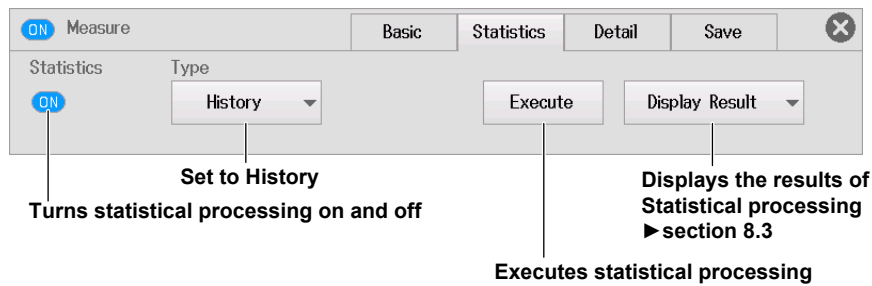 ON Measure Basic Statistics Detail Save
Statistics Type
ON History Execute Display Result
Set to History
Turns statistical processing on and off
Displays the results of
Statistical processing
►section 8.3
Executes statistical processing